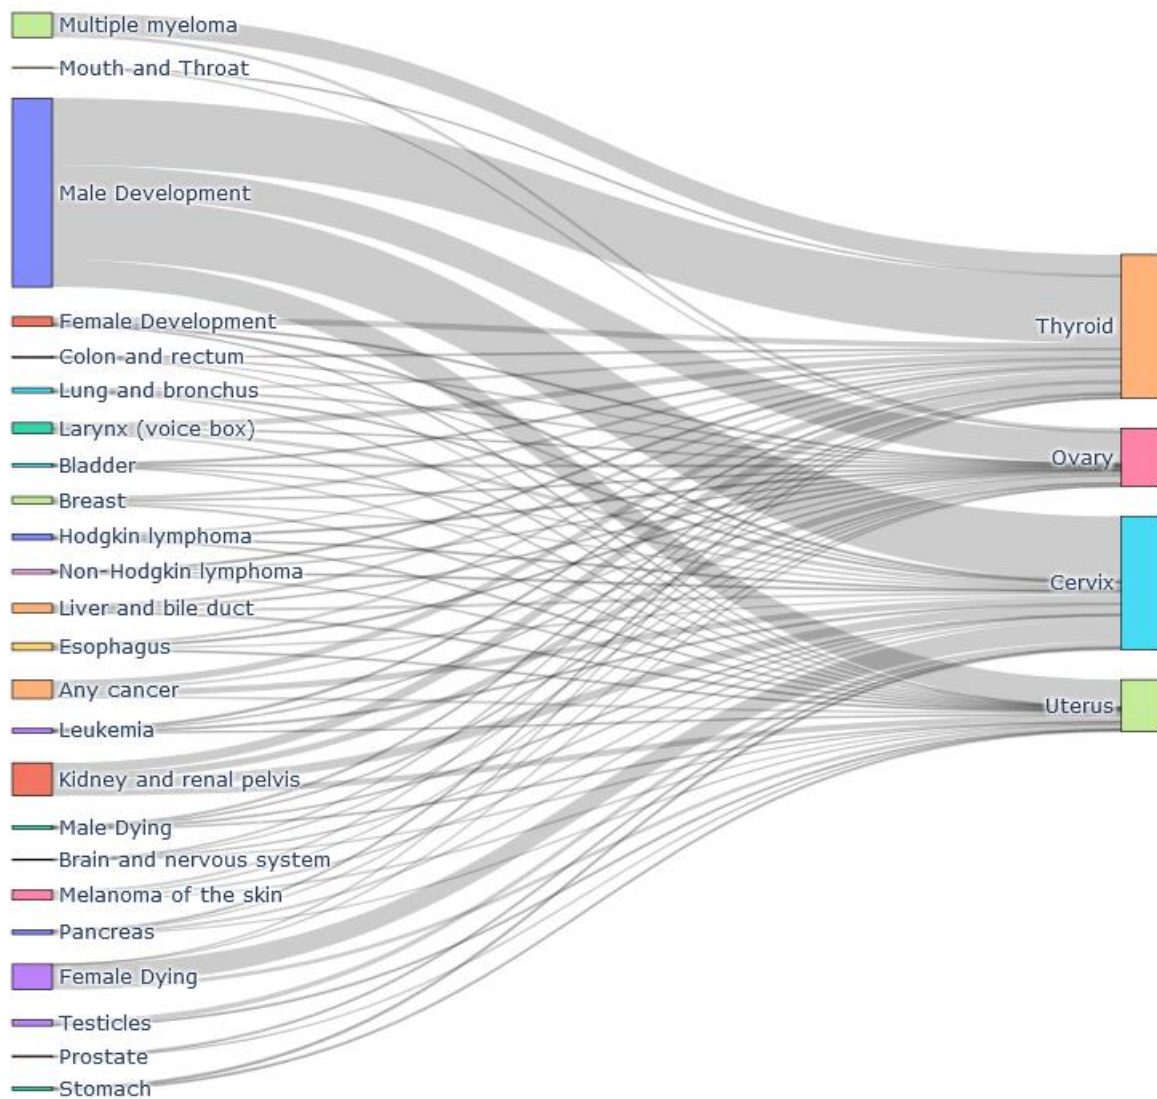 Multiple myeloma
Mouth and Throat
Male Development
Female Development
Colon and rectum
Lung and bronchus
Larynx (voice box)
Bladder
Breast
Hodgkin lymphoma
Non-Hodgkin lymphoma
Liver and bile duct
Esophagus
Any cancer
Leukemia
Kidney and renal pelvis
Male Dying
Brain and nervous system
Melanoma of the skin
Pancreas
Female Dying
Testicles
Prostate
Stomach
Thyroid
Ovary
Cervix
Uterus